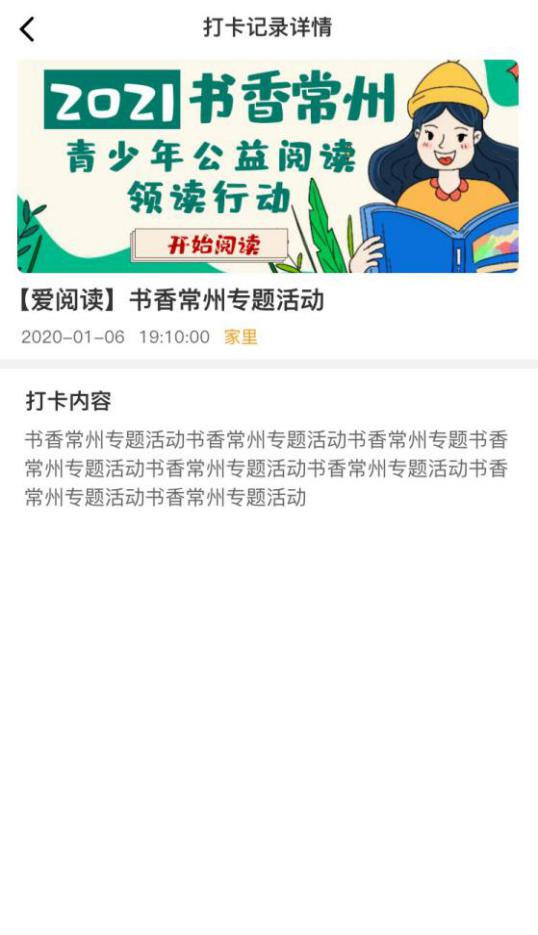 打卡记录详情
2021书香常州
青少年公益阅读
领读行动
开始阅读
【爱阅读】书香常州专题活动
2020-01-06 19:10:00 家里
打卡内容
书香常州专题活动书香常州专题活动书香常州专题书香
常州专题活动书香常州专题活动书香常州专题活动书香
常州专题活动书香常州专题活动